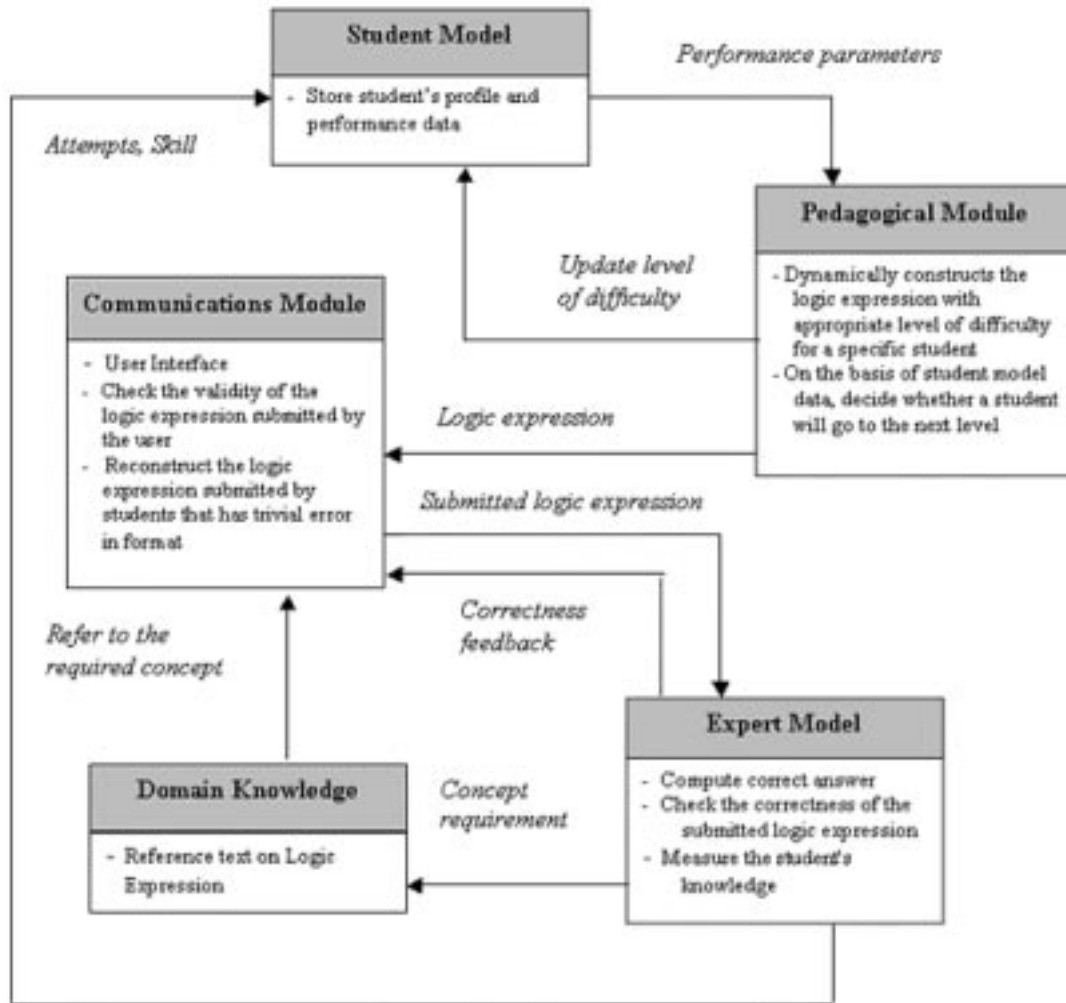 Student Model
- Store student's profile and
performance data
Performance parameters
Attempts, Skill
Pedagogical Module
- Dynamically constructs the
logic expression with
appropriate level of difficulty
for a specific student
- On the basis of student model
data, decide whether a student
will go to the next level
Update level
of difficulty
Communications Module
- User Interface
- Check the validity of the
logic expression submitted by
the user
- Reconstruct the logic
expression submitted by
students that has trivial error
in format
Logic expression
Submitted logic expression
Correctness
feedback
Refer to the
required concept
Expert Model
- Compute correct answer
- Check the correctness of the
submitted logic expression
- Measure the student's
knowledge
Domain Knowledge
- Reference text on Logic
Expression
Concept
requirement